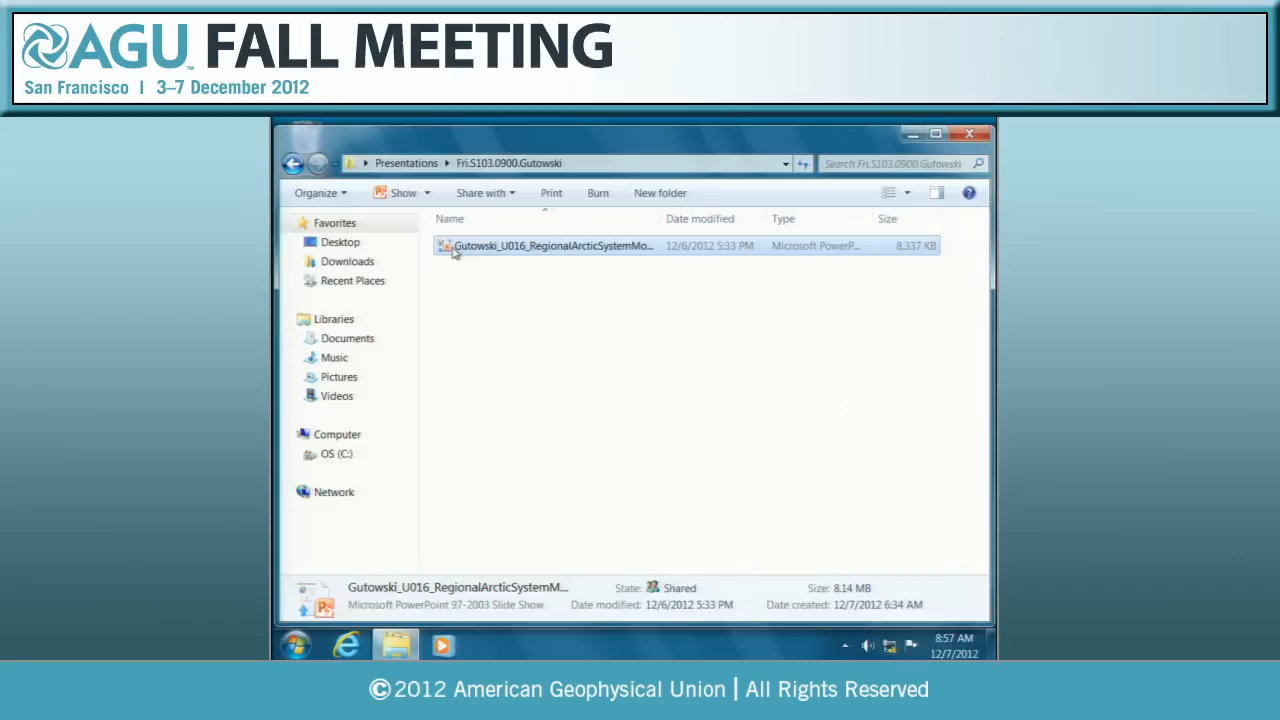 AGU FALL MEETING
San Francisco | 3–7 December 2012
Presentations Fri.S103.0900.Gutowski Search Fri.S103.0900.Gutowski
Organize Show Share with Print Burn New folder
Name Date modified Type Size
Gutowski_U016_RegionalArcticSystemMo... 12/6/2012 5:33 PM Microsoft PowerP... 8,337 KB
Favorites
Desktop
Downloads
Recent Places
Libraries
Documents
Music
Pictures
Videos
Computer
OS (C:)
Network
Gutowski_U016_RegionalArcticSystemM... State: Shared Size: 8.14 MB
Microsoft PowerPoint 97-2003 Slide Show Date modified: 12/6/2012 5:33 PM Date created: 12/7/2012 6:34 AM
8:57 AM
12/7/2012
©2012 American Geophysical Union | All Rights Reserved